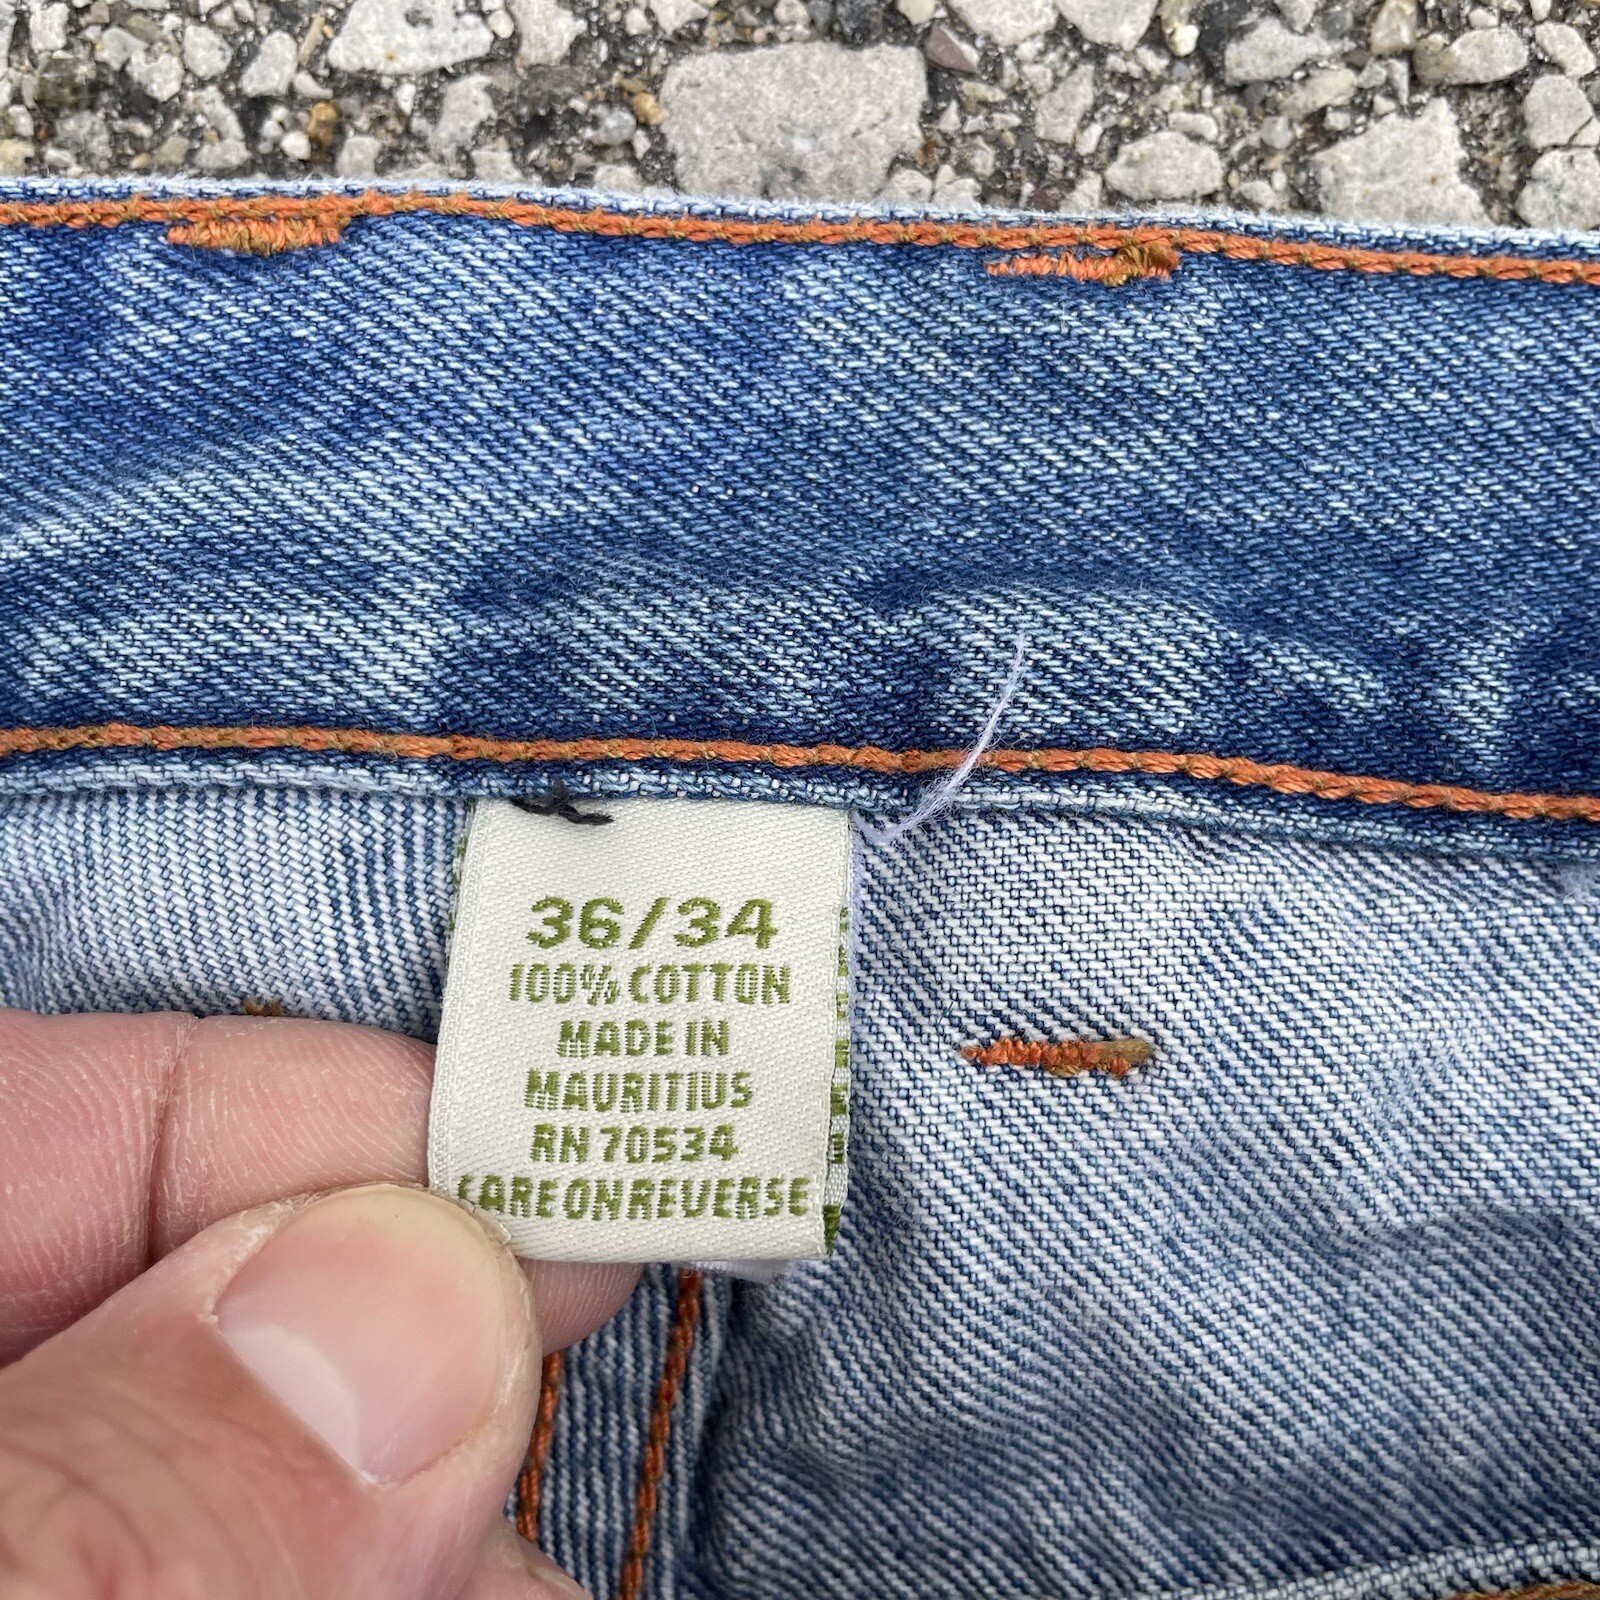 36/34
100% COTTON
MADE IN
MAURITIUS
RN 70534
CARE ON REVERSE